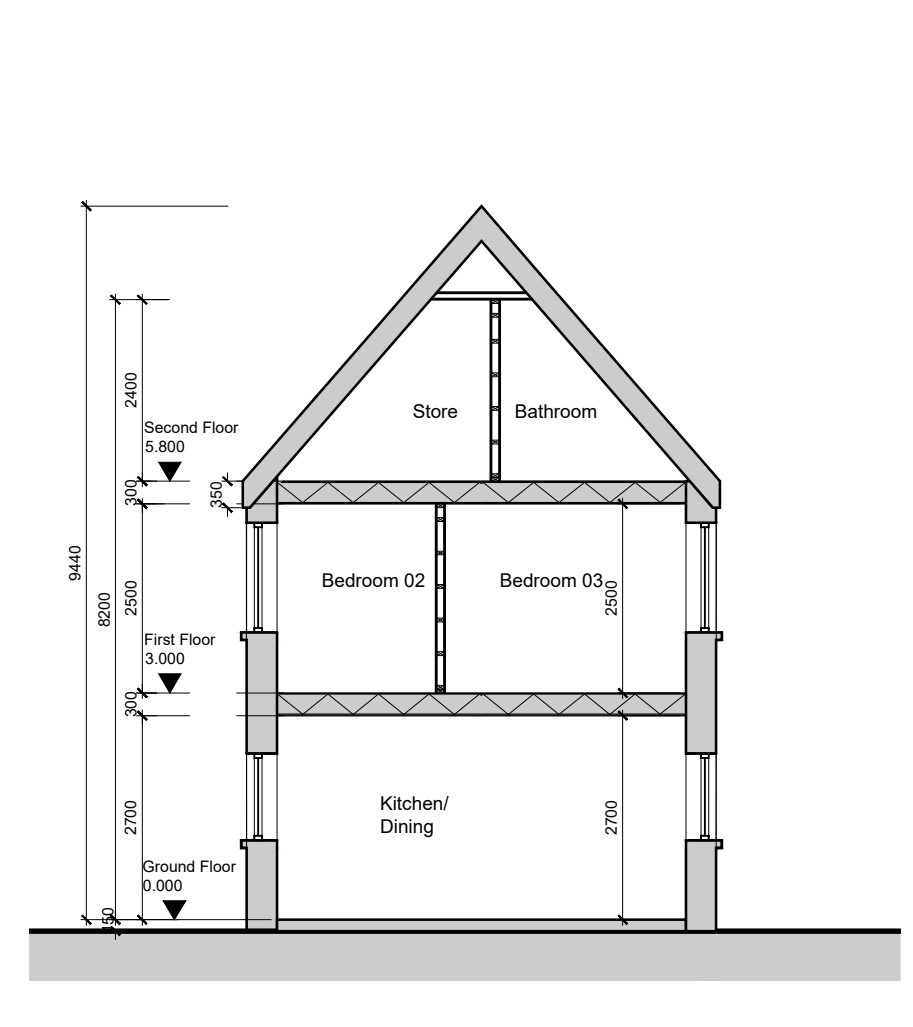 2400
Store
Bathroom
Second Floor
5.800
300
350
9440
8200
2500
Bedroom 02
Bedroom 03
2500
First Floor
3.000
300
2700
Kitchen/
Dining
2700
Ground Floor
0.000
150